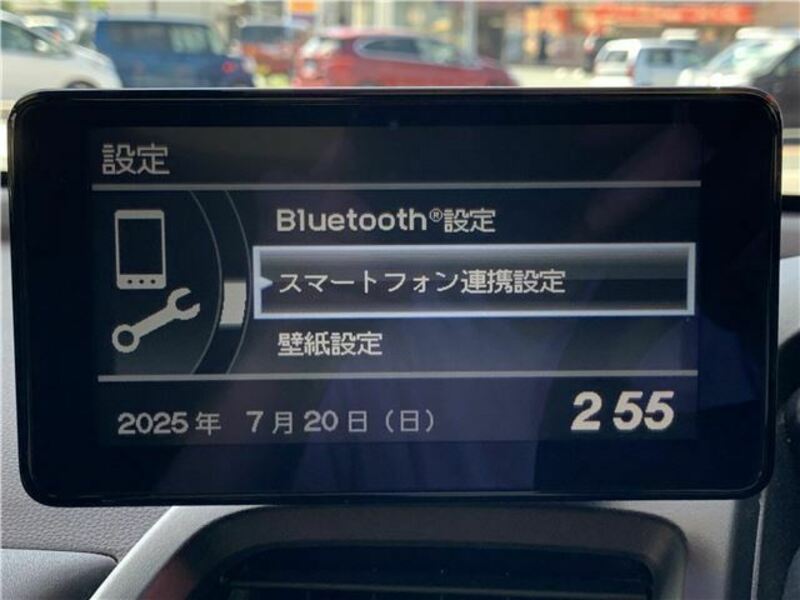 設定
Bluetooth®設定
スマートフォン連携設定
壁紙設定
2025年 7月20日（日） 2 55